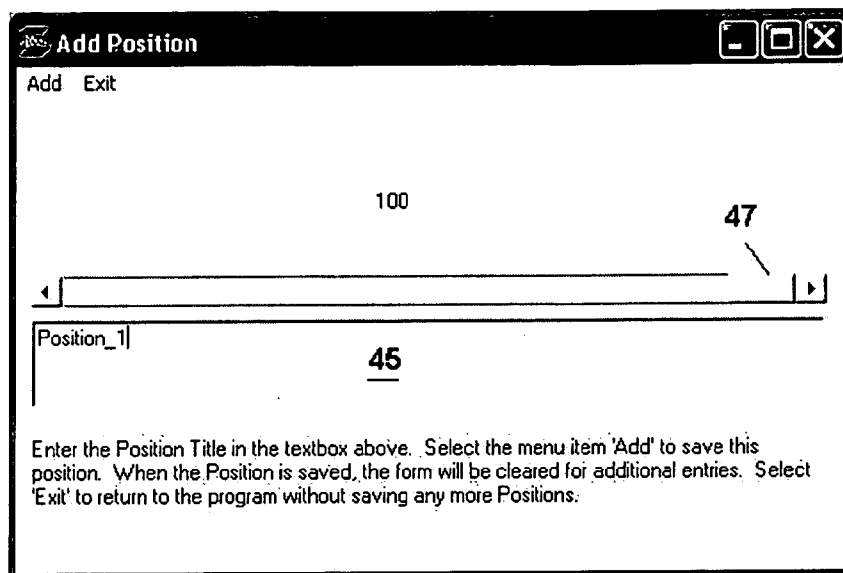 Add Position
Add Exit
100
47
Position_1
45
Enter the Position Title in the textbox above. Select the menu item 'Add' to save this
position. When the Position is saved, the form will be cleared for additional entries. Select
'Exit' to return to the program without saving any more Positions.